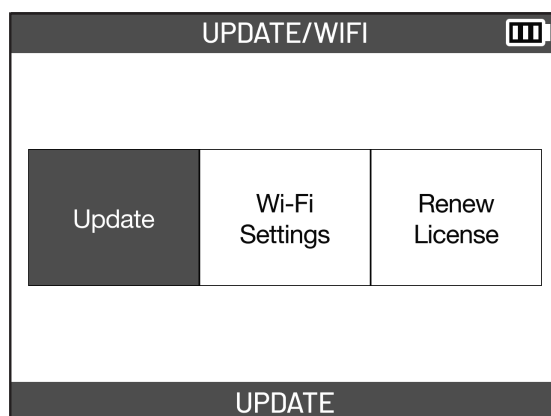 UPDATE/WIFI
Update
Wi-Fi
Settings
Renew
License
UPDATE